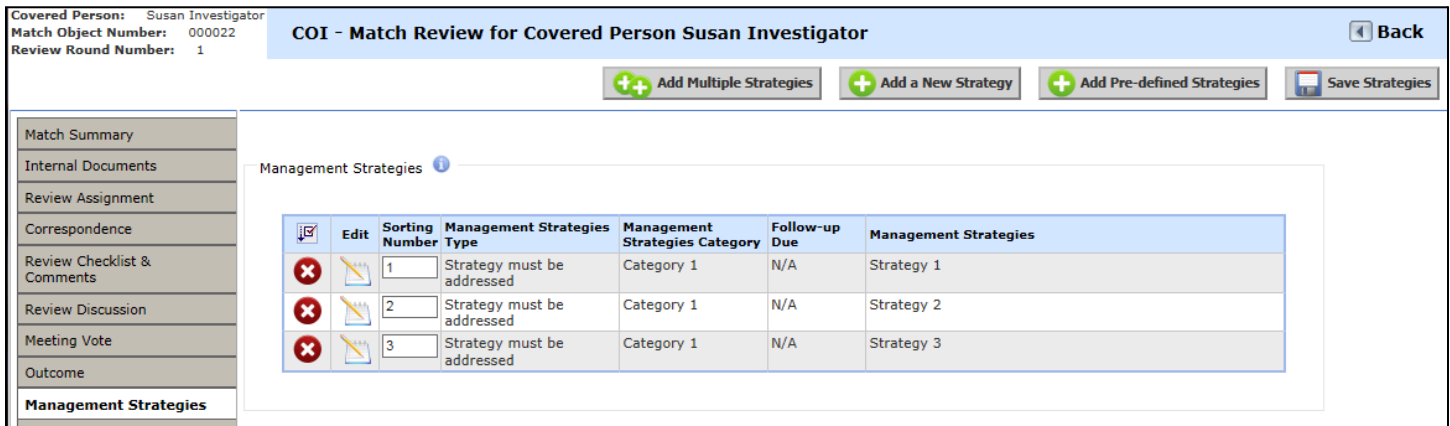 Covered Person: Susan Investigator
Match Object Number: 000022
Review Round Number: 1
COI - Match Review for Covered Person Susan Investigator
Back
Add Multiple Strategies
Add a New Strategy
Add Pre-defined Strategies
Save Strategies
Match Summary
Internal Documents
Review Assignment
Correspondence
Review Checklist &
Comments
Review Discussion
Meeting Vote
Outcome
Management Strategies
Management Strategies
Edit
Sorting
Number
Management Strategies
Type
Management
Strategies Category
Follow-up
Due
Management Strategies
1
Strategy must be
addressed
Category 1
N/A
Strategy 1
2
Strategy must be
addressed
Category 1
N/A
Strategy 2
3
Strategy must be
addressed
Category 1
N/A
Strategy 3